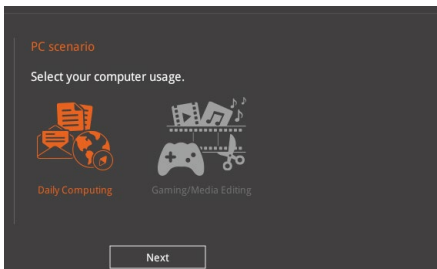 PC scenario
Select your computer usage.
Daily Computing
Gaming/Media Editing
Next